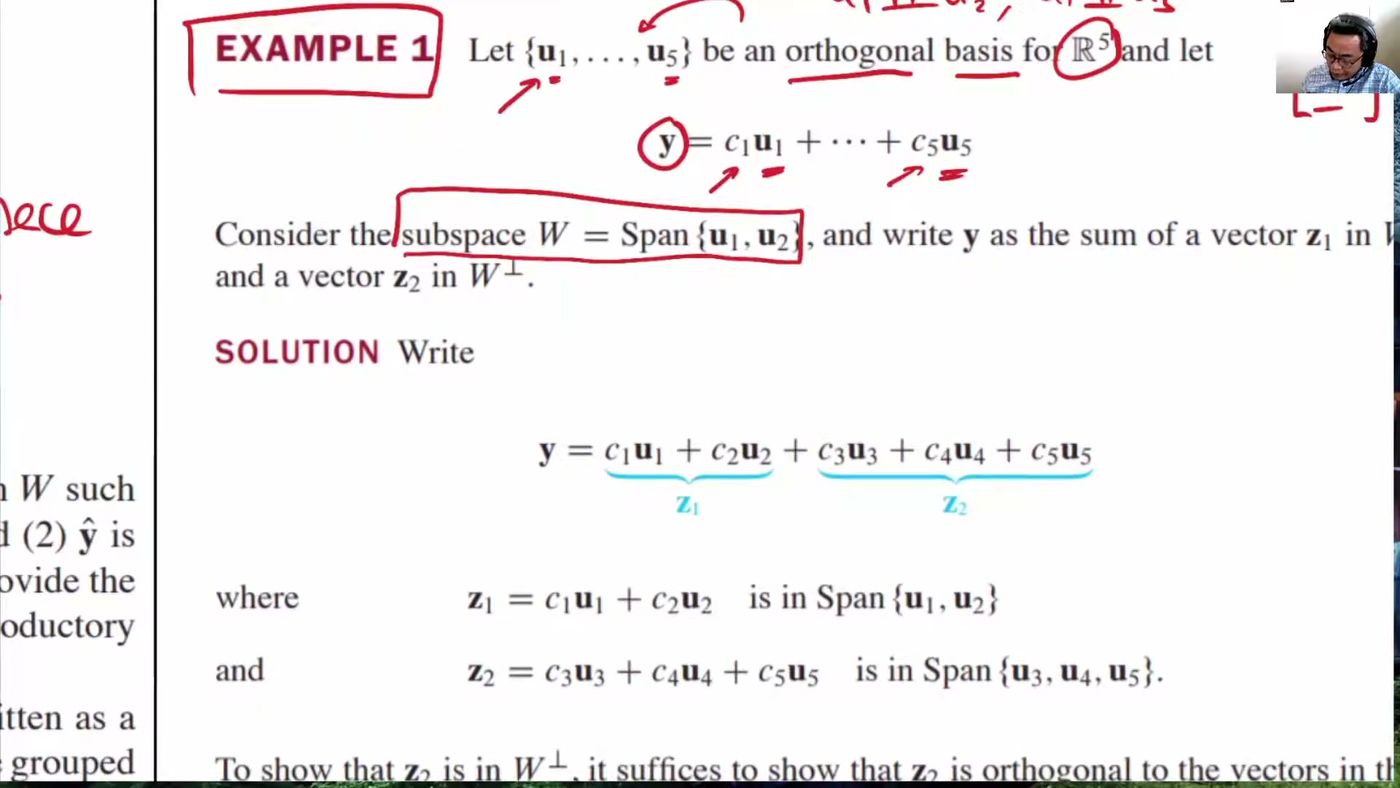 EXAMPLE 1 Let {u₁, . . . , u₅} be an orthogonal basis for ℝ⁵ and let
y = c₁u₁ + ··· + c₅u₅
Consider the subspace W = Span {u₁, u₂}, and write y as the sum of a vector z₁ in
and a vector z₂ in W⊥.
SOLUTION Write
y = c₁u₁ + c₂u₂ + c₃u₃ + c₄u₄ + c₅u₅
z₁ z₂
where z₁ = c₁u₁ + c₂u₂ is in Span {u₁, u₂}
and z₂ = c₃u₃ + c₄u₄ + c₅u₅ is in Span {u₃, u₄, u₅}.
To show that z₂ is in W⊥, it suffices to show that z₂ is orthogonal to the vectors in
W such
(2) ŷ is
ovide the
oductory
itten as a
grouped